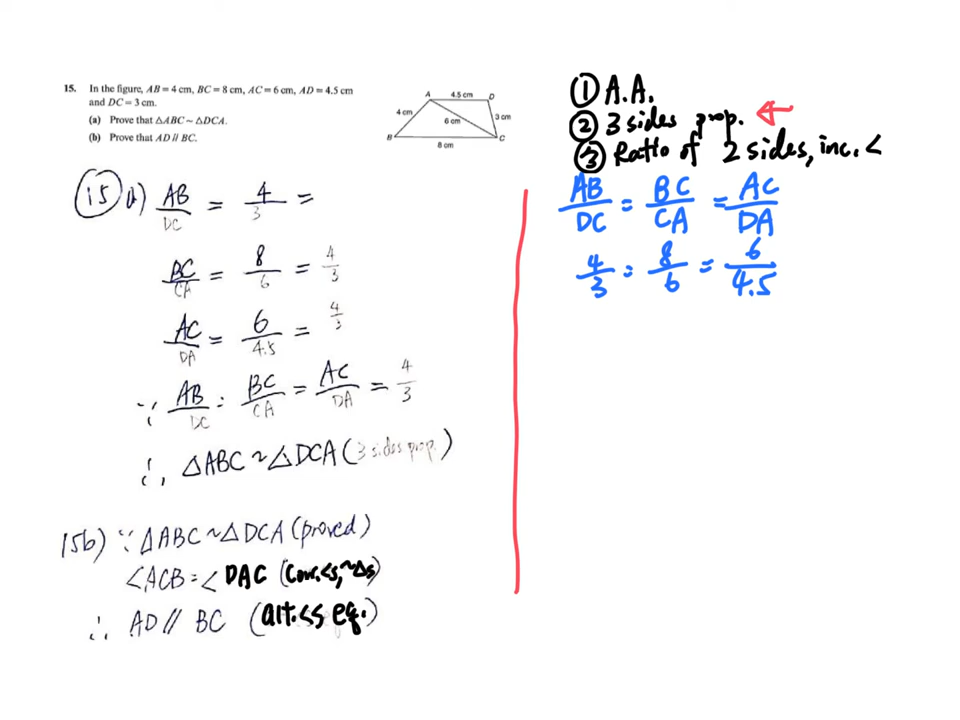 15. In the figure, AB = 4 cm, BC = 8 cm, AC = 6 cm, AD = 4.5 cm
and DC = 3 cm.
(a) Prove that △ABC ~ △DCA.
(b) Prove that AD // BC.
A 4.5 cm D
4 cm 6 cm 3 cm
B C
8 cm
15 a) AB/DC = 4/3 =
BC/CA = 8/6 = 4/3
AC/DA = 6/4.5 = 4/3
∵ AB/DC = BC/CA = AC/DA = 4/3
∴ △ABC ~ △DCA (3 sides prop.)
15b) ∵ △ABC ~ △DCA (proved)
∠ACB = ∠DAC (corr. ∠s, ~△s)
∴ AD // BC (alt. ∠s eq.)
① A.A.
② 3 sides prop. ←
③ Ratto of 2 sides, inc. ∠
AB/DC = BC/CA = AC/DA
4/3 = 8/6 = 6/4.5